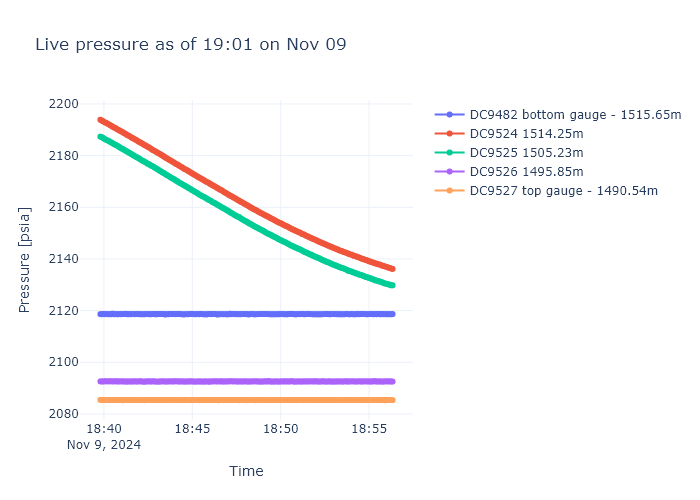 Live pressure as of 19:01 on Nov 09
2200
2180
2160
2140
2120
2100
2080
Pressure [psia]
18:40
18:45
18:50
18:55
Nov 9, 2024
Time
DC9482 bottom gauge - 1515.65m
DC9524 1514.25m
DC9525 1505.23m
DC9526 1495.85m
DC9527 top gauge - 1490.54m